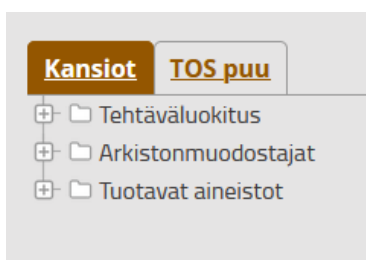 Kansiot TOS puu
Tehtäväluokitus
Arkistonmuodostajat
Tuotavat aineistot